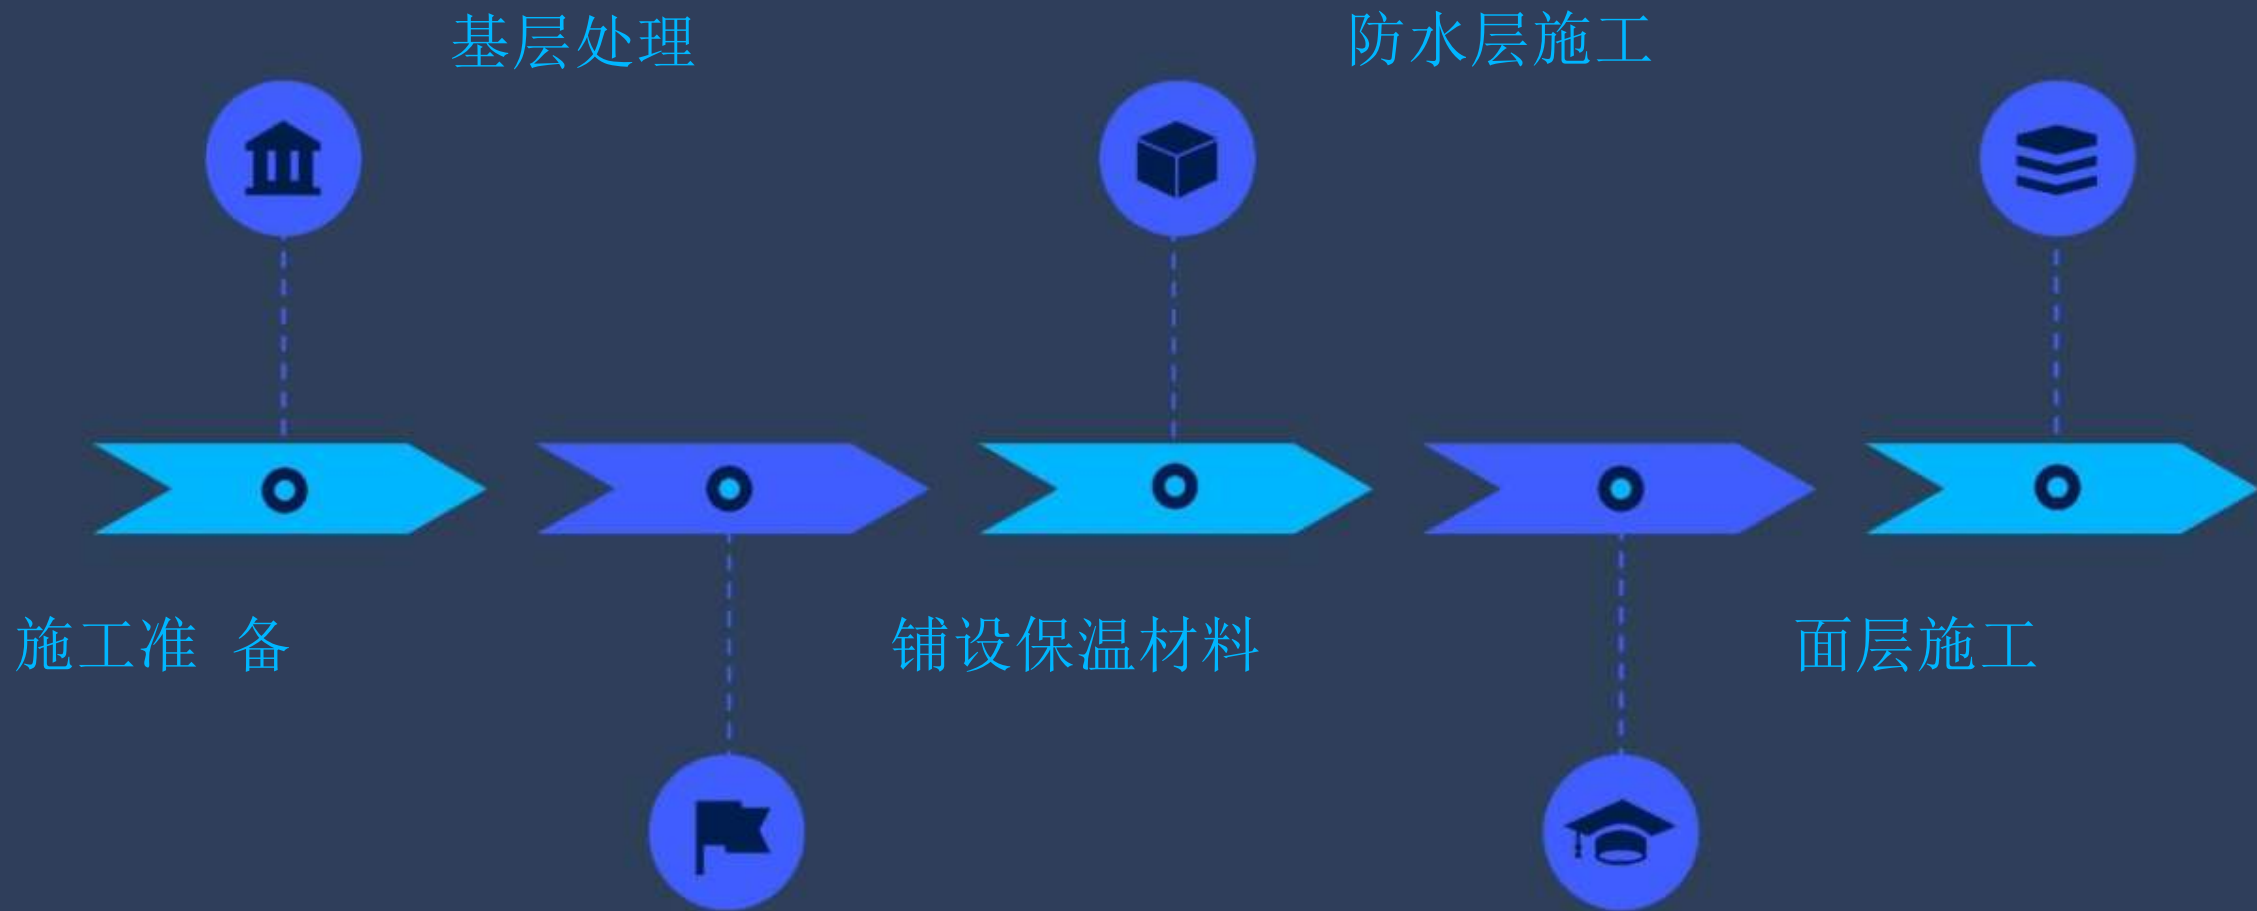 基层处理
防水层施工
施工准 备
铺设保温材料
面层施工